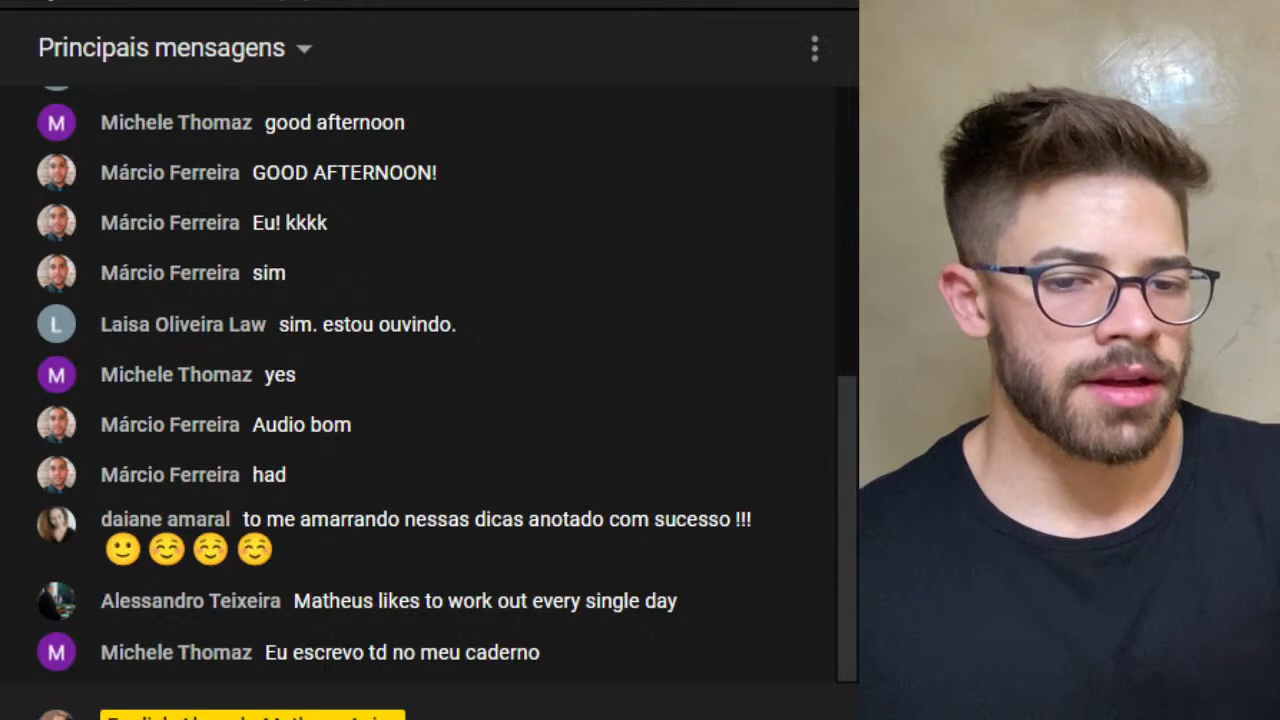 Principais mensagens
M Michele Thomaz good afternoon
Márcio Ferreira GOOD AFTERNOON!
Márcio Ferreira Eu! kkkk
Márcio Ferreira sim
L Laisa Oliveira Law sim. estou ouvindo.
M Michele Thomaz yes
Márcio Ferreira Audio bom
Márcio Ferreira had
daiane amaral to me amarrando nessas dicas anotado com sucesso !!!
🙂 ☺️ ☺️ ☺️
Alessandro Teixeira Matheus likes to work out every single day
M Michele Thomaz Eu escrevo td no meu caderno